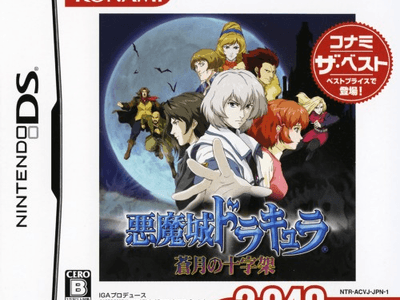 KONAMI
NINTENDO DS
コナミ
ザ・ベスト
ベストプライスで
登場!
悪魔城ドラキュラ
蒼月の十字架
CERO
B
IGAプロデュース
NTR-ACVJ-JPN-1